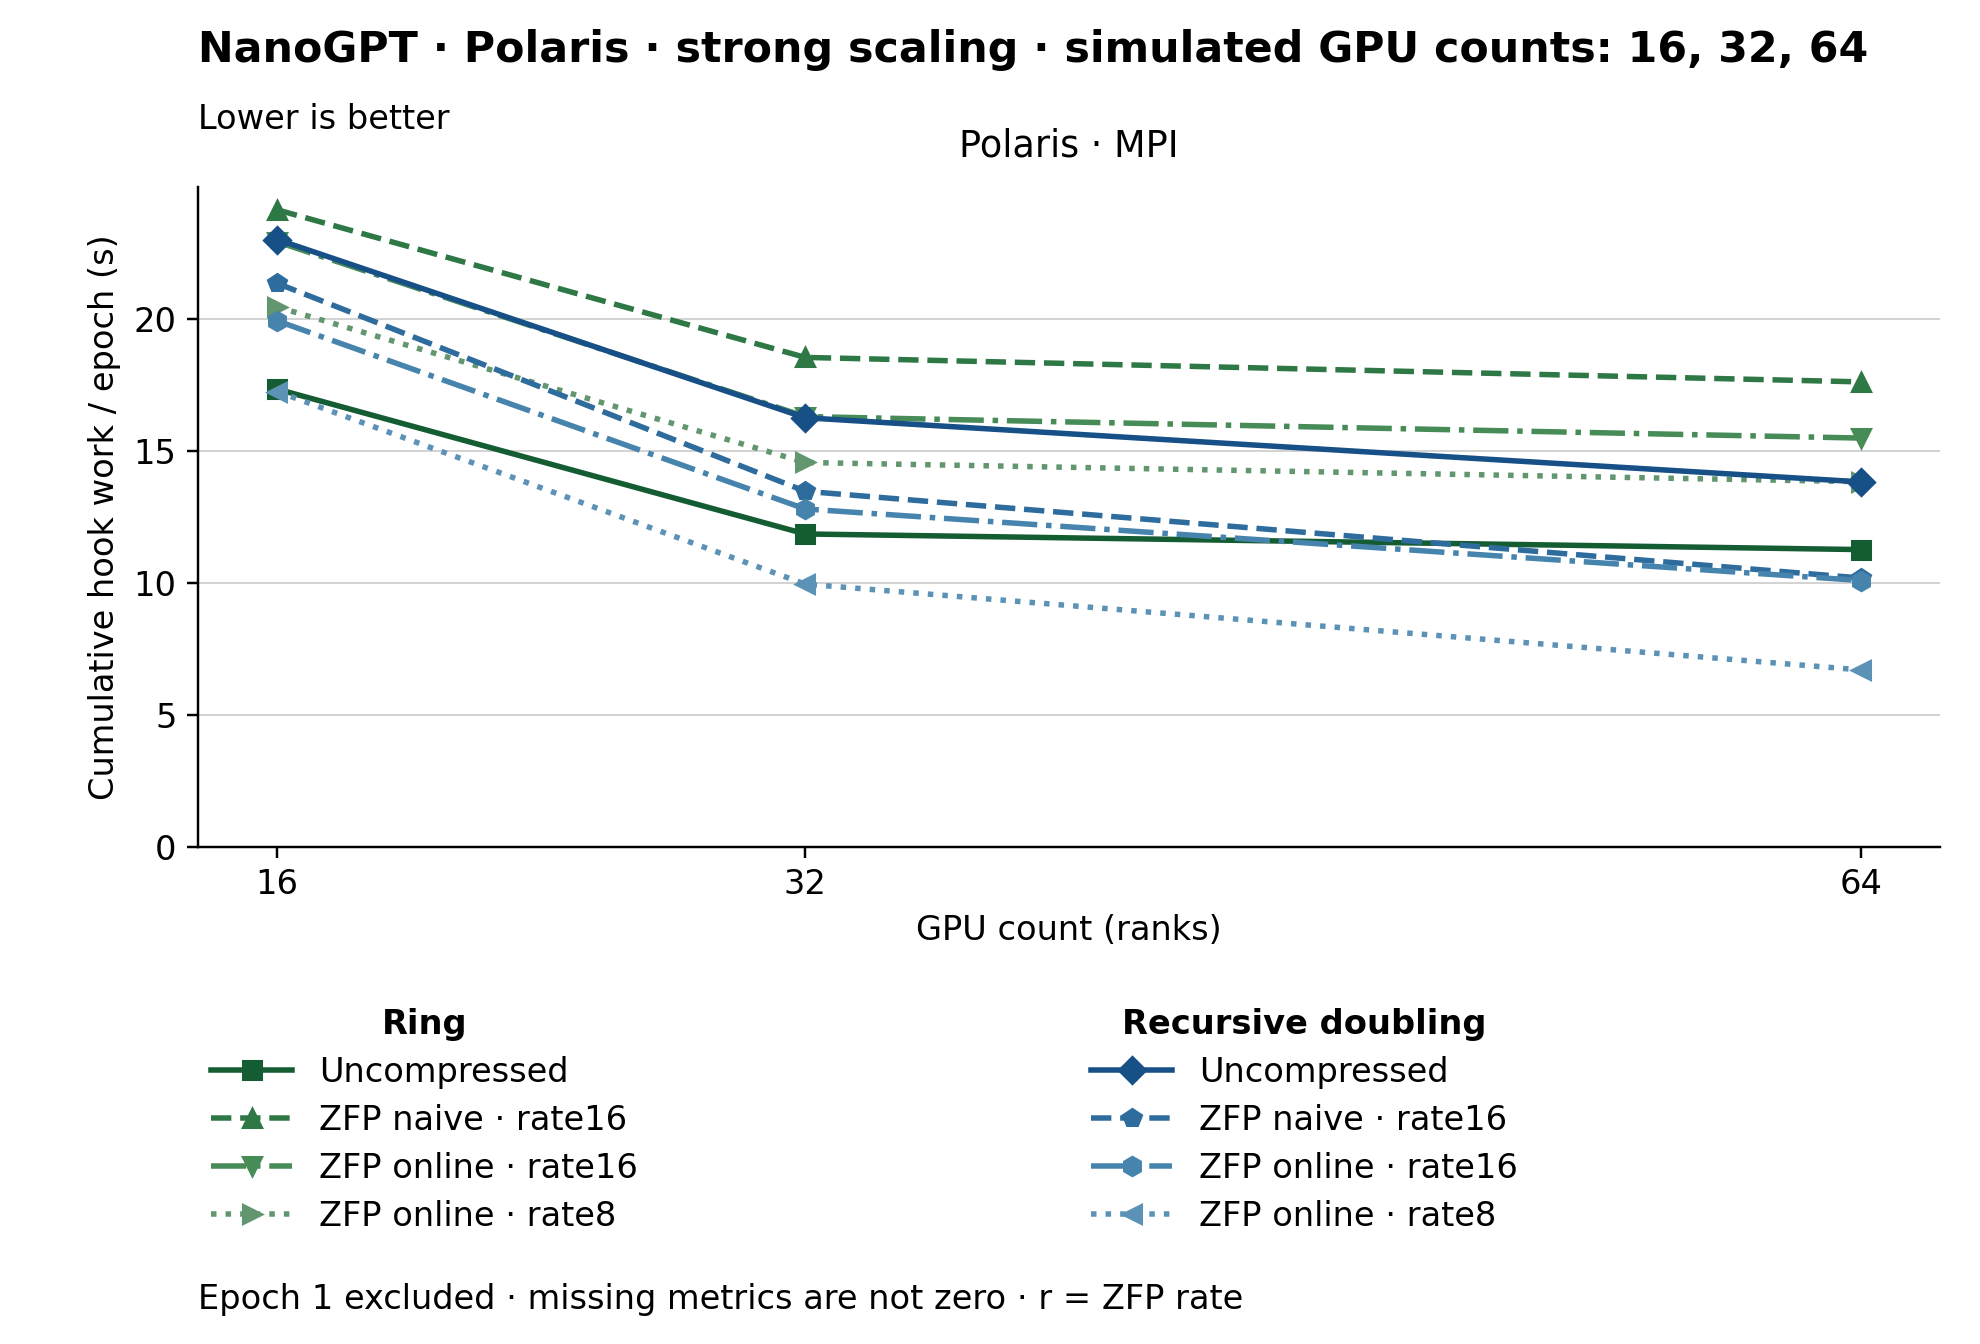 NanoGPT · Polaris · strong scaling · simulated GPU counts: 16, 32, 64
Lower is better
Polaris · MPI
Cumulative hook work / epoch (s)
20
15
10
5
0
16 32 64
GPU count (ranks)
Ring
Uncompressed
ZFP naive · rate16
ZFP online · rate16
ZFP online · rate8
Recursive doubling
Uncompressed
ZFP naive · rate16
ZFP online · rate16
ZFP online · rate8
Epoch 1 excluded · missing metrics are not zero · r = ZFP rate